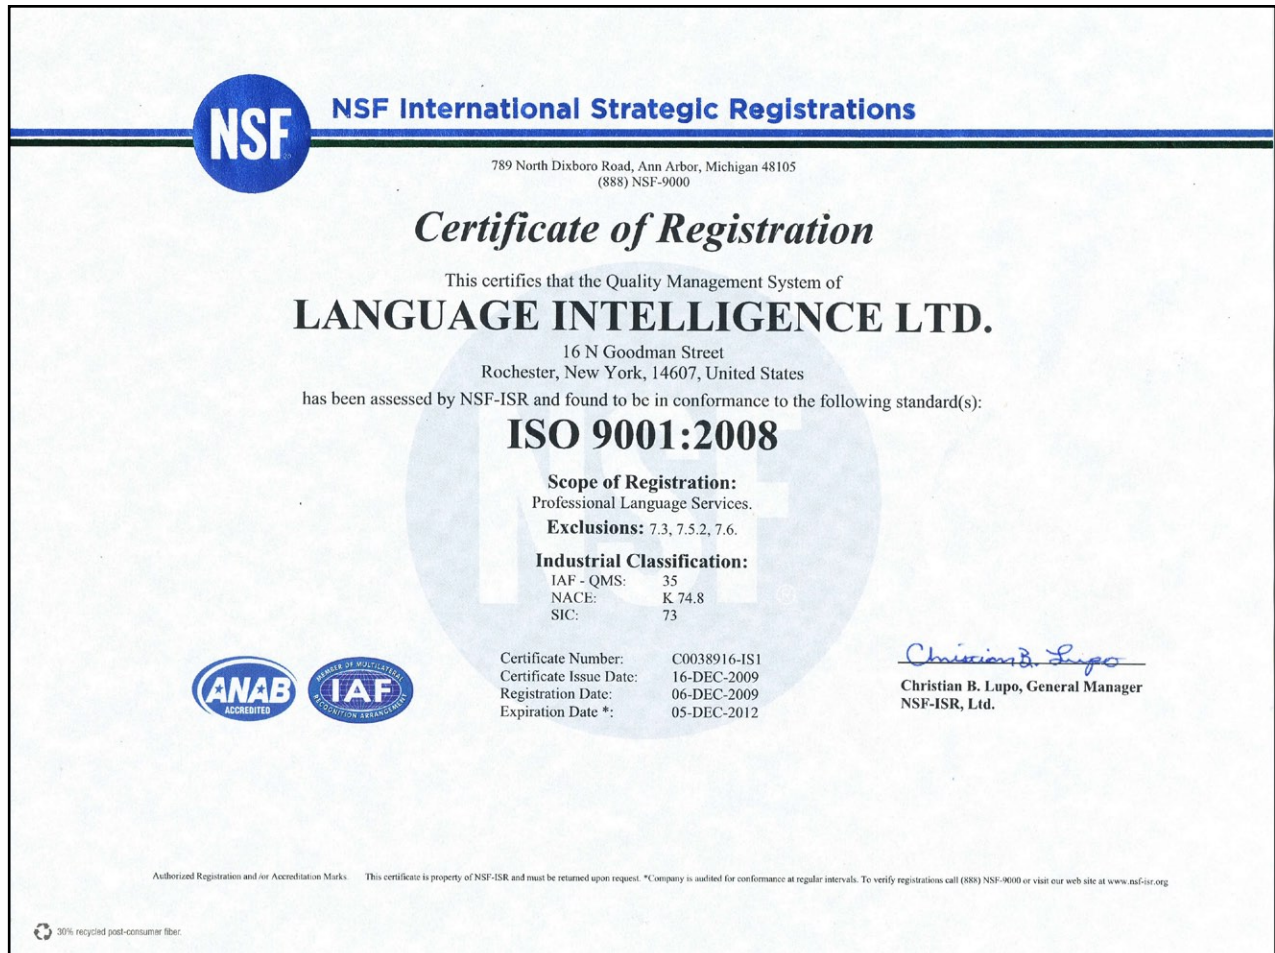 NSF
NSF International Strategic Registrations
789 North Dixboro Road, Ann Arbor, Michigan 48105
(888) NSF-9000
Certificate of Registration
This certifies that the Quality Management System of
LANGUAGE INTELLIGENCE LTD.
16 N Goodman Street
Rochester, New York, 14607, United States
has been assessed by NSF-ISR and found to be in conformance to the following standard(s):
ISO 9001:2008
Scope of Registration:
Professional Language Services.
Exclusions: 7.3, 7.5.2, 7.6.
Industrial Classification:
IAF - QMS: 35
NACE: K 74.8
SIC: 73
NSF
ANAB
ACCREDITED
MEMBER OF MULTILATERAL
IAF
RECOGNITION ARRANGEMENT
Certificate Number: C0038916-IS1
Certificate Issue Date: 16-DEC-2009
Registration Date: 06-DEC-2009
Expiration Date *: 05-DEC-2012
Christian B. Lupo
Christian B. Lupo, General Manager
NSF-ISR, Ltd.
Authorized Registration and /or Accreditation Marks This certificate is property of NSF-ISR and must be returned upon request. *Company is audited for conformance at regular intervals. To verify registrations call (888) NSF-9000 or visit our web site at www.nsf-isr.org
30% recycled post-consumer fiber.